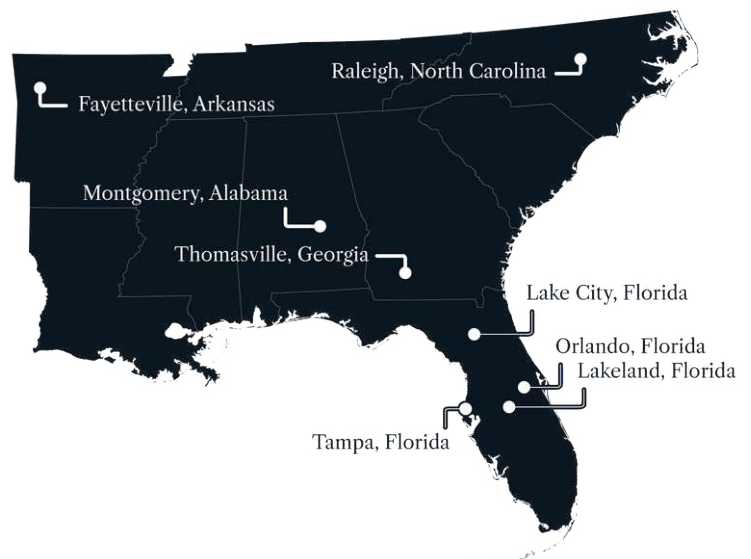 Raleigh, North Carolina
Fayetteville, Arkansas
Montgomery, Alabama
Thomasville, Georgia
Lake City, Florida
Orlando, Florida
Lakeland, Florida
Tampa, Florida